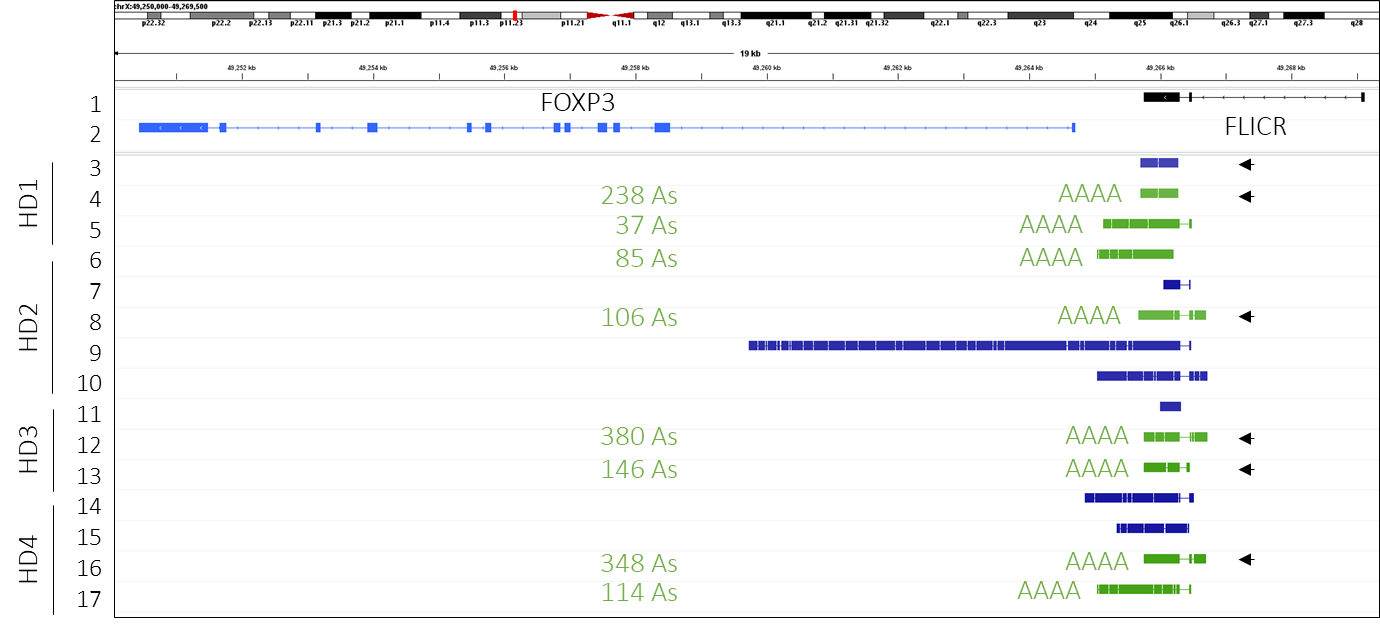 chrX:49,250,000-49,269,500
p22.32 p22.2 p22.13 p22.11 p21.3 p21.2 p21.1 p11.4 p11.3 p11.23 p11.21 q11.1 q12 q13.1 q13.3 q21.1 q21.2 q21.31 q21.32 q22.1 q22.2 q22.3 q23 q24 q25 q26.1 q26.3 q27.1 q27.3 q28
19 kb
49,252 kb 49,254 kb 49,256 kb 49,258 kb 49,260 kb 49,262 kb 49,264 kb 49,266 kb 49,268 kb
1 FOXP3
2 FLICR
HD1
3
4 238 As AAAA
5 37 As AAAA
6 85 As AAAA
HD2
7
8 106 As AAAA
9
10
HD3
11
12 380 As AAAA
13 146 As AAAA
14
HD4
15
16 348 As AAAA
17 114 As AAAA